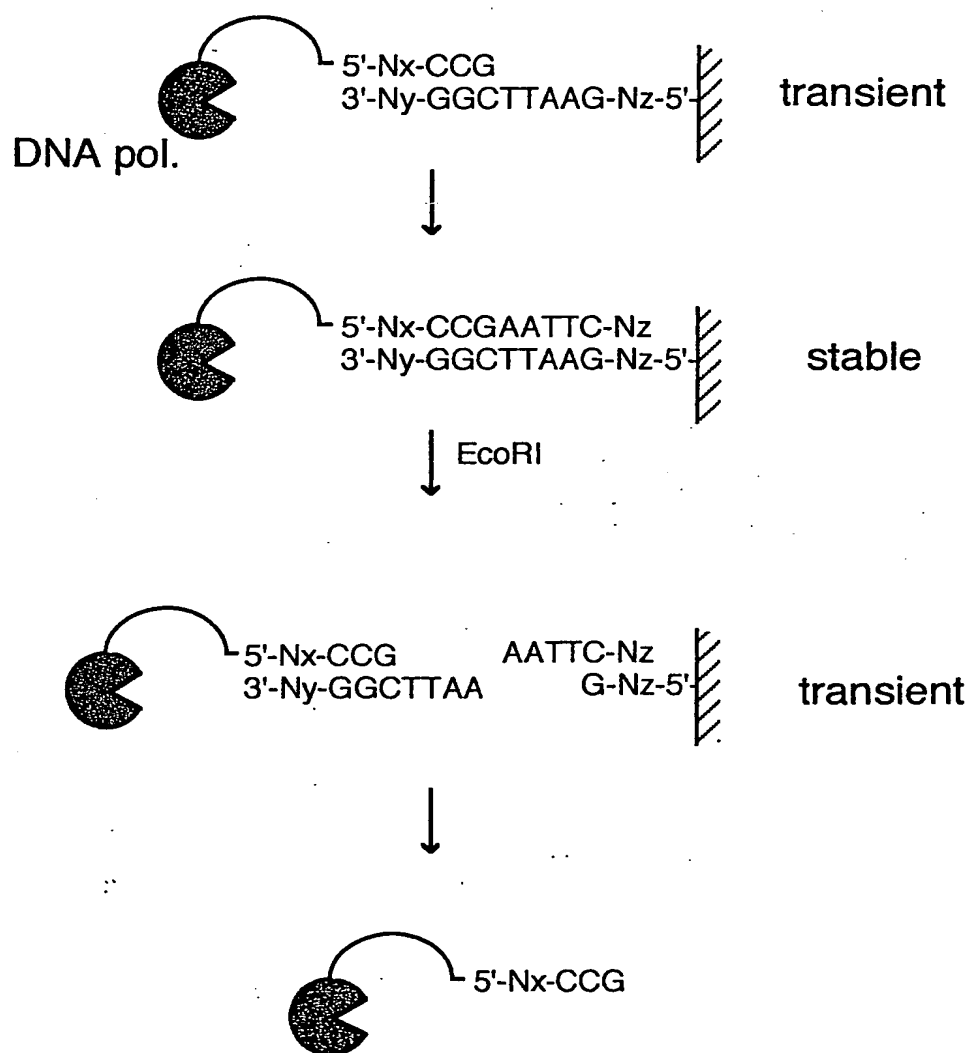 5'-Nx-CCG
3'-Ny-GGCTTAAG-Nz-5'
transient
DNA pol.
5'-Nx-CCGAATTC-Nz
3'-Ny-GGCTTAAG-Nz-5'
stable
EcoRI
5'-Nx-CCG
AATTC-Nz
3'-Ny-GGCTTAA
G-Nz-5'
transient
5'-Nx-CCG